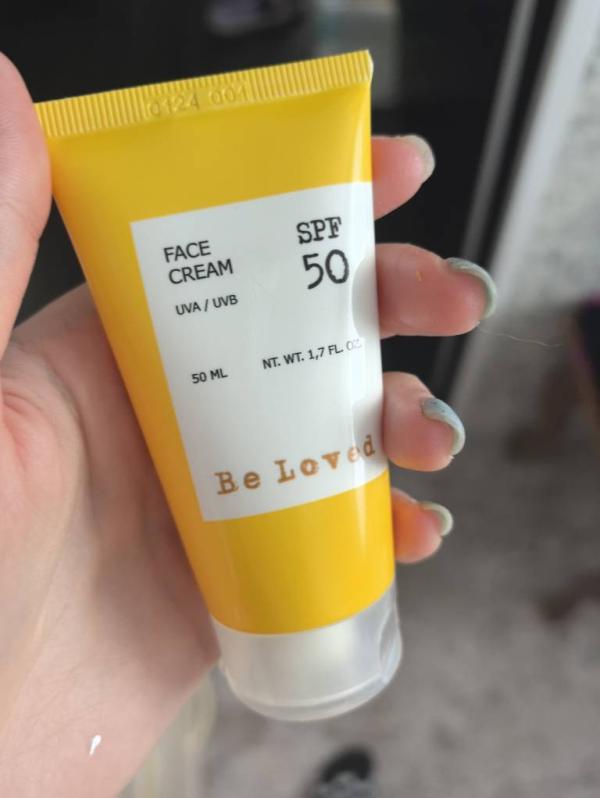 0124 001
FACE
CREAM
SPF
50
UVA / UVB
50 ML
NT. WT. 1,7 FL. OZ.
Be Loved